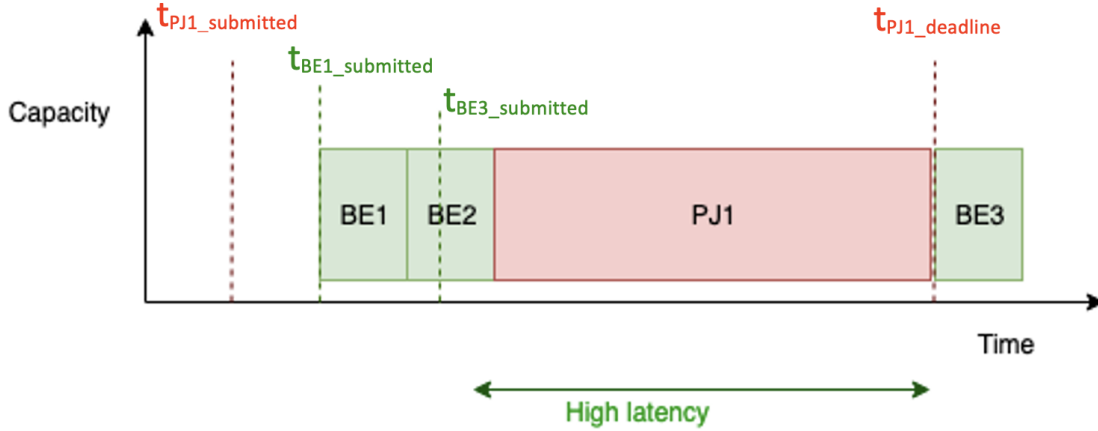 tPJ1_submitted
tPJ1_deadline
tBE1_submitted
tBE3_submitted
Capacity
BE1
BE2
PJ1
BE3
Time
High latency